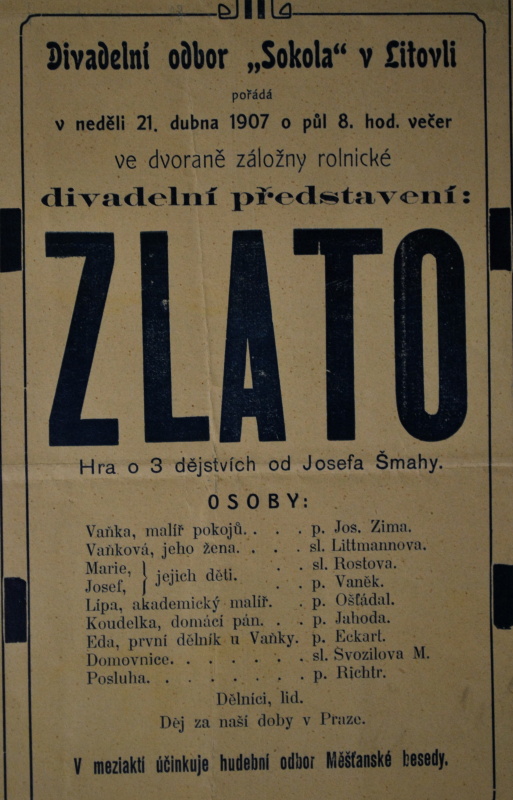 Divadelní odbor „Sokola“ v Litovli
pořádá
v neděli 21. dubna 1907 o půl 8. hod. večer
ve dvoraně záložny rolnické
divadelní představení:
ZLATO
Hra o 3 dějstvích od Josefa Šmahy.
OSOBY:
Vaňka, malíř pokojů. . . . p. Jos. Zima.
Vaňková, jeho žena. . . . sl. Littmannova.
Marie, } jejich děti. . . sl. Rostova.
Josef, } . . p. Vaněk.
Lípa, akademický malíř. . p. Ošťádal.
Koudelka, domácí pán. . . p. Jahoda.
Eda, první dělník u Vaňky. p. Eckart.
Domovnice. . . . . . . sl. Svozilova M.
Posluha. . . . . . . . p. Richtr.
Dělníci, lid.
Děj za naší doby v Praze.
V meziaktí účinkuje hudební odbor Měšťanské besedy.